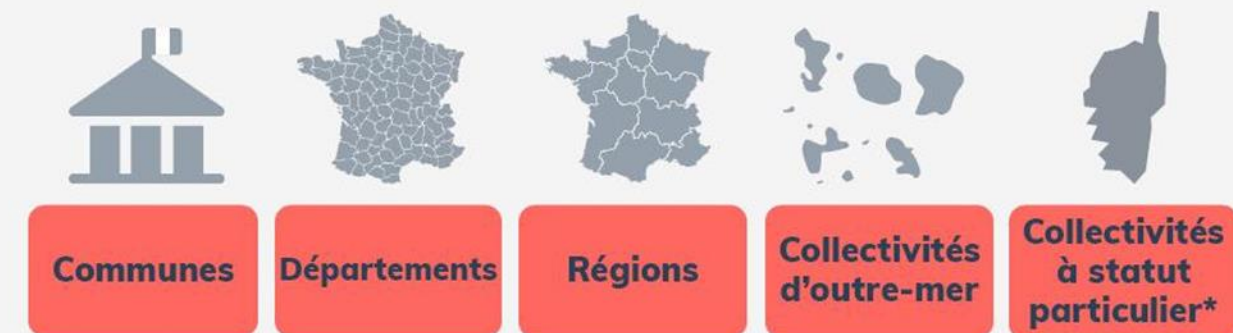 Communes
Départements
Régions
Collectivités
d'outre-mer
Collectivités
à statut
particulier*